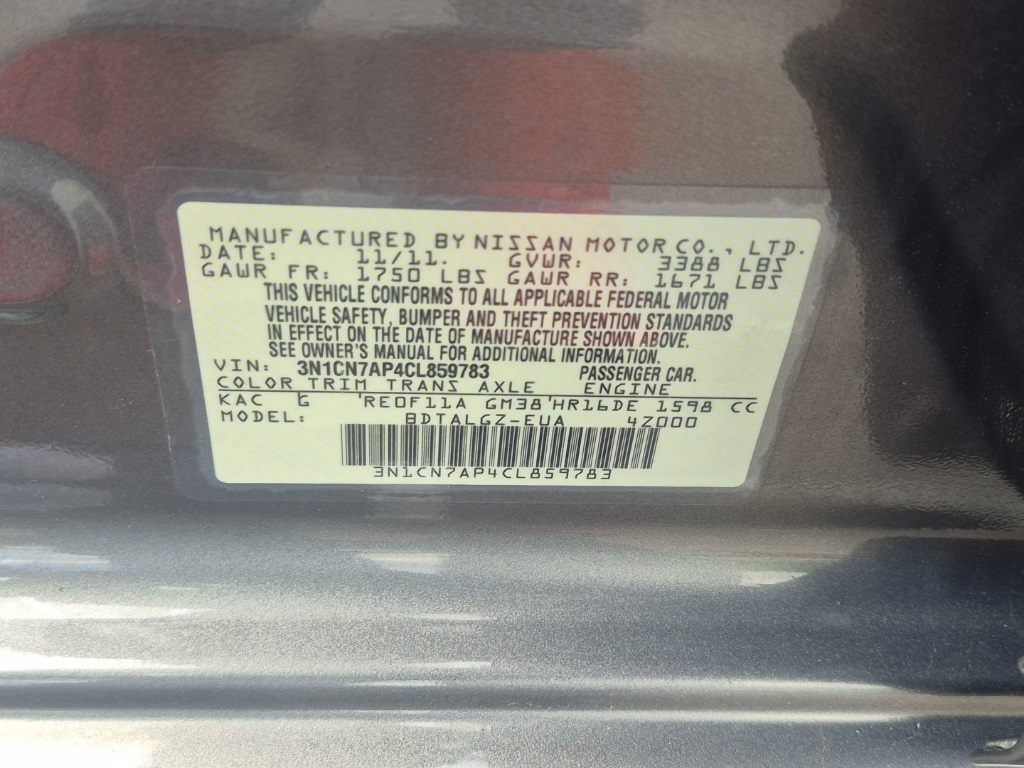 MANUFACTURED BY NISSAN MOTOR CO., LTD.
DATE: 11/11. GVWR: 3388 LBS
GAWR FR: 1750 LBS GAWR RR: 1671 LBS
THIS VEHICLE CONFORMS TO ALL APPLICABLE FEDERAL MOTOR
VEHICLE SAFETY, BUMPER AND THEFT PREVENTION STANDARDS
IN EFFECT ON THE DATE OF MANUFACTURE SHOWN ABOVE.
SEE OWNER'S MANUAL FOR ADDITIONAL INFORMATION.
VIN: 3N1CN7AP4CL859783 PASSENGER CAR.
COLOR TRIM TRANS AXLE ENGINE
KAC G 'RE0F11A GM38'HR16DE 1598 CC
MODEL: BDTALGZ-EUA 4Z000
3N1CN7AP4CL859783